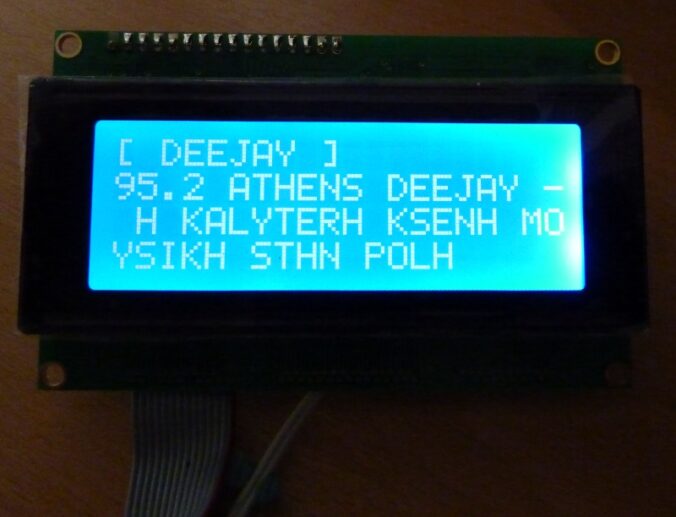 [ DEEJAY ]
95.2 ATHENS DEEJAY -
H KALYTERH KSENH MO
YSIKH STHN POLH